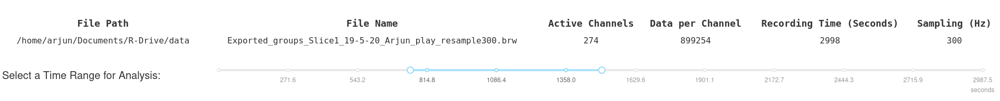 File Path File Name Active Channels Data per Channel Recording Time (Seconds) Sampling (Hz)
/home/arjun/Documents/R-Drive/data Exported_groups_Slice1_19-5-20_Arjun_play_resample300.brw 274 899254 2998 300
Select a Time Range for Analysis:
271.6 543.2 814.8 1086.4 1358.0 1629.6 1901.1 2172.7 2444.3 2715.9 2987.5
seconds